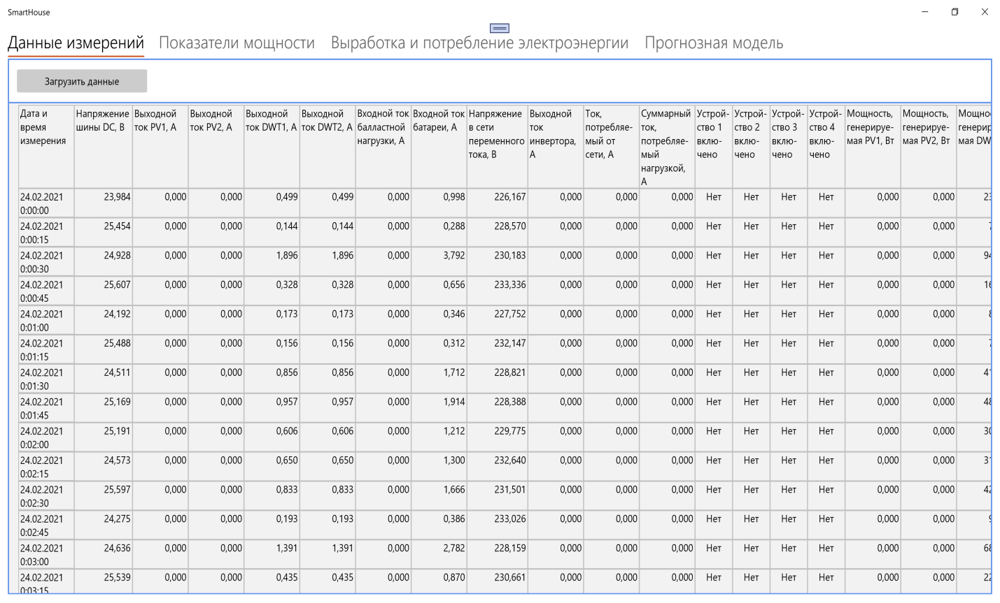 SmartHouse
Данные измерений Показатели мощности Выработка и потребление электроэнергии Прогнозная модель
Загрузить данные
Дата и
время
измерения
Напряжение
шины DC, В
Выходной
ток PV1, А
Выходной
ток PV2, А
Выходной
ток DWT1, А
Выходной
ток DWT2, А
Входной ток
балластной
нагрузки, А
Входной ток
батареи, А
Напряжение
в сети
переменного
тока, В
Выходной
ток
инвертора,
А
Ток,
потребляе-
мый от
сети, А
Суммарный
ток,
потребляе-
мый
нагрузкой,
А
Устрой-
ство 1
вклю-
чено
Устрой-
ство 2
вклю-
чено
Устрой-
ство 3
вклю-
чено
Устрой-
ство 4
вклю-
чено
Мощность,
генерируе-
мая PV1, Вт
Мощность,
генерируе-
мая PV2, Вт
24.02.2021 23,984 0,000 0,000 0,499 0,499 0,000 0,998 226,167 0,000 0,000 0,000 Нет Нет Нет Нет 0,000 0,000
0:00:00
24.02.2021 25,454 0,000 0,000 0,144 0,144 0,000 0,288 228,570 0,000 0,000 0,000 Нет Нет Нет Нет 0,000 0,000
0:00:15
24.02.2021 24,928 0,000 0,000 1,896 1,896 0,000 3,792 230,183 0,000 0,000 0,000 Нет Нет Нет Нет 0,000 0,000
0:00:30
24.02.2021 25,607 0,000 0,000 0,328 0,328 0,000 0,656 233,336 0,000 0,000 0,000 Нет Нет Нет Нет 0,000 0,000
0:00:45
24.02.2021 24,192 0,000 0,000 0,173 0,173 0,000 0,346 227,752 0,000 0,000 0,000 Нет Нет Нет Нет 0,000 0,000
0:01:00
24.02.2021 25,488 0,000 0,000 0,156 0,156 0,000 0,312 232,147 0,000 0,000 0,000 Нет Нет Нет Нет 0,000 0,000
0:01:15
24.02.2021 24,511 0,000 0,000 0,856 0,856 0,000 1,712 228,821 0,000 0,000 0,000 Нет Нет Нет Нет 0,000 0,000
0:01:30
24.02.2021 25,169 0,000 0,000 0,957 0,957 0,000 1,914 228,388 0,000 0,000 0,000 Нет Нет Нет Нет 0,000 0,000
0:01:45
24.02.2021 25,191 0,000 0,000 0,606 0,606 0,000 1,212 229,775 0,000 0,000 0,000 Нет Нет Нет Нет 0,000 0,000
0:02:00
24.02.2021 24,573 0,000 0,000 0,650 0,650 0,000 1,300 232,640 0,000 0,000 0,000 Нет Нет Нет Нет 0,000 0,000
0:02:15
24.02.2021 25,597 0,000 0,000 0,833 0,833 0,000 1,666 231,501 0,000 0,000 0,000 Нет Нет Нет Нет 0,000 0,000
0:02:30
24.02.2021 24,275 0,000 0,000 0,193 0,193 0,000 0,386 233,026 0,000 0,000 0,000 Нет Нет Нет Нет 0,000 0,000
0:02:45
24.02.2021 24,636 0,000 0,000 1,391 1,391 0,000 2,782 228,159 0,000 0,000 0,000 Нет Нет Нет Нет 0,000 0,000
0:03:00
24.02.2021 25,539 0,000 0,000 0,435 0,435 0,000 0,870 230,661 0,000 0,000 0,000 Нет Нет Нет Нет 0,000 0,000
0:03:15